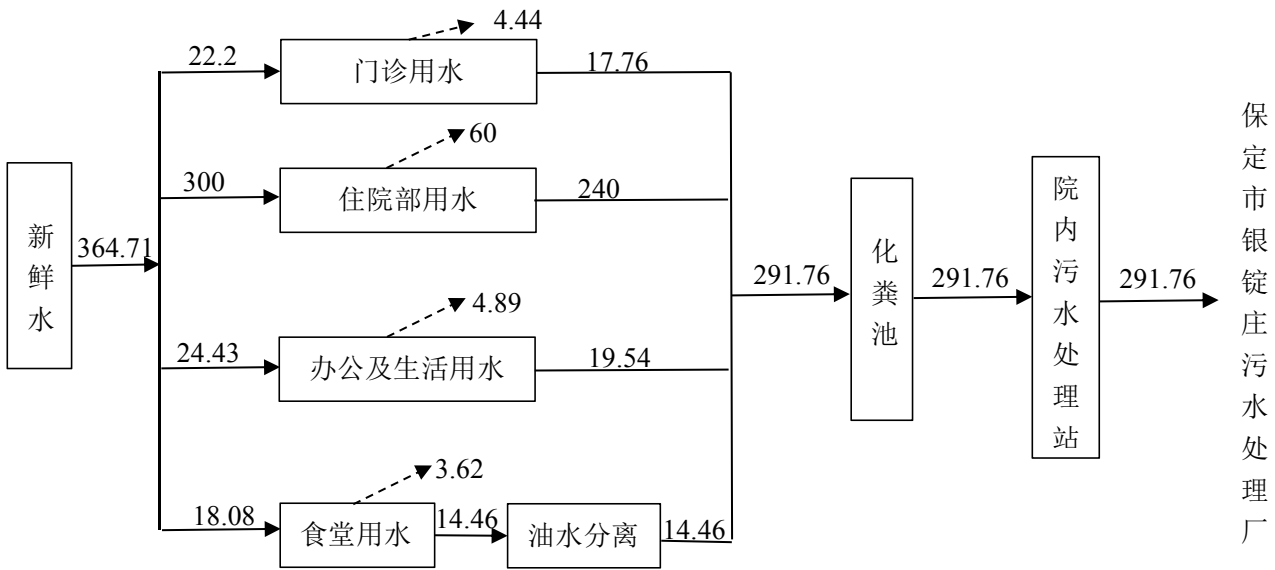 新鲜水
364.71
22.2
门诊用水
4.44
17.76
300
住院部用水
60
240
24.43
办公及生活用水
4.89
19.54
18.08
食堂用水
3.62
14.46
油水分离
14.46
291.76
化粪池
291.76
院内污水处理站
291.76
保定市银锭庄污水处理厂